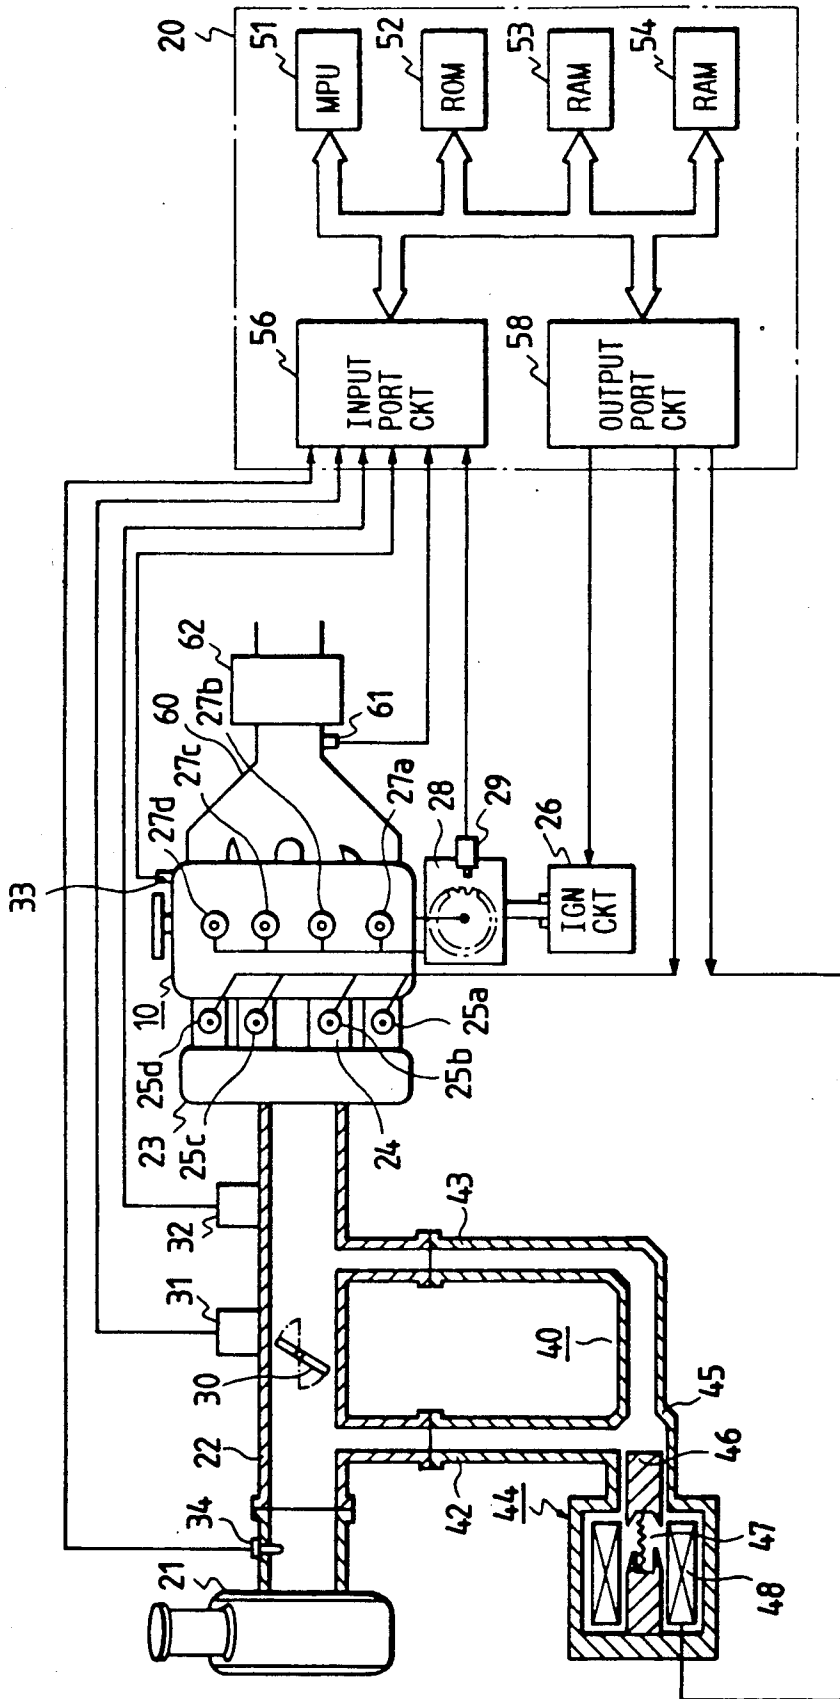 20
51
MPU
52
ROM
53
RAM
54
RAM
56
INPUT
PORT
CKT
58
OUTPUT
PORT
CKT
62
61
60
27b
27c
27d
27a
33
28
29
26
IGN
CKT
10
25d
25c
25b
25a
23
24
32
31
30
22
34
21
43
40
42
45
46
44
47
48